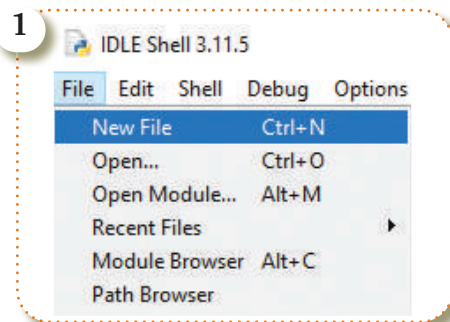 1
IDLE Shell 3.11.5
File Edit Shell Debug Options
New File Ctrl+N
Open... Ctrl+O
Open Module... Alt+M
Recent Files
Module Browser Alt+C
Path Browser